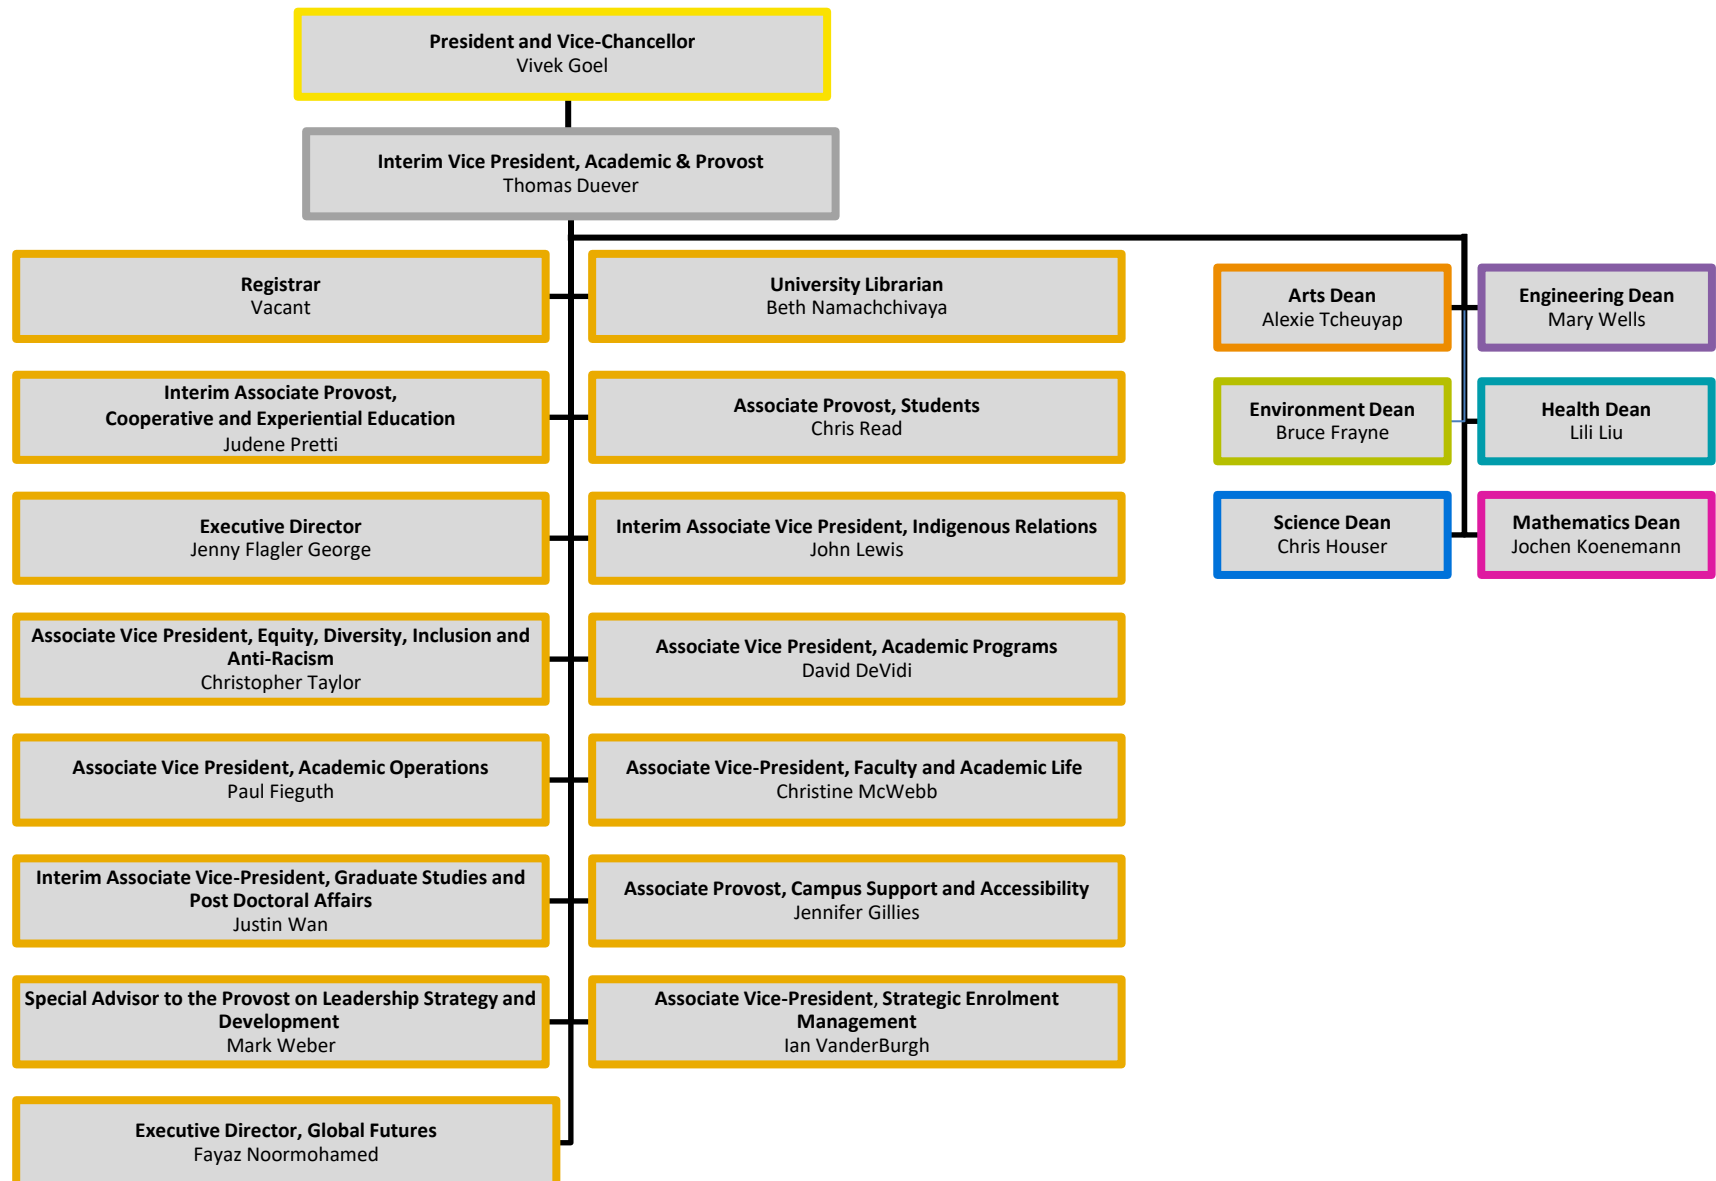 President and Vice-Chancellor
Vivek Goel
Interim Vice President, Academic & Provost
Thomas Duever
Registrar
Vacant
University Librarian
Beth Namachchivaya
Arts Dean
Alexie Tcheuyap
Engineering Dean
Mary Wells
Interim Associate Provost,
Cooperative and Experiential Education
Judene Pretti
Associate Provost, Students
Chris Read
Environment Dean
Bruce Frayne
Health Dean
Lili Liu
Executive Director
Jenny Flagler George
Interim Associate Vice President, Indigenous Relations
John Lewis
Science Dean
Chris Houser
Mathematics Dean
Jochen Koenemann
Associate Vice President, Equity, Diversity, Inclusion and
Anti-Racism
Christopher Taylor
Associate Vice President, Academic Programs
David DeVidi
Associate Vice President, Academic Operations
Paul Fieguth
Associate Vice-President, Faculty and Academic Life
Christine McWebb
Interim Associate Vice-President, Graduate Studies and
Post Doctoral Affairs
Justin Wan
Associate Provost, Campus Support and Accessibility
Jennifer Gillies
Special Advisor to the Provost on Leadership Strategy and
Development
Mark Weber
Associate Vice-President, Strategic Enrolment
Management
Ian VanderBurgh
Executive Director, Global Futures
Fayaz Noormohamed